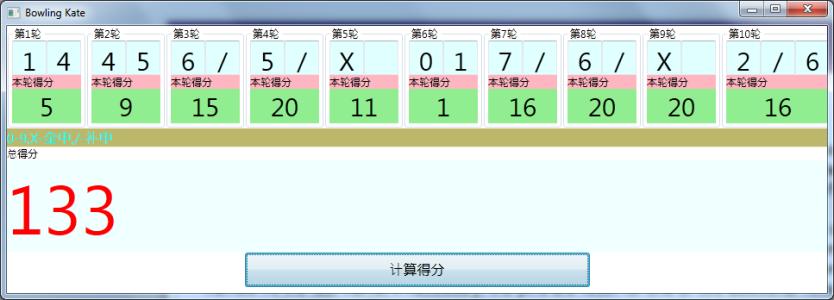 Bowling Kate
第1轮 第2轮 第3轮 第4轮 第5轮 第6轮 第7轮 第8轮 第9轮 第10轮
1 4 4 5 6 / 5 / X 0 1 7 / 6 / X 2 / 6
本轮得分 本轮得分 本轮得分 本轮得分 本轮得分 本轮得分 本轮得分 本轮得分 本轮得分 本轮得分
5 9 15 20 11 1 16 20 20 16
0-9,X-全中,/-补中
总得分
133
计算得分